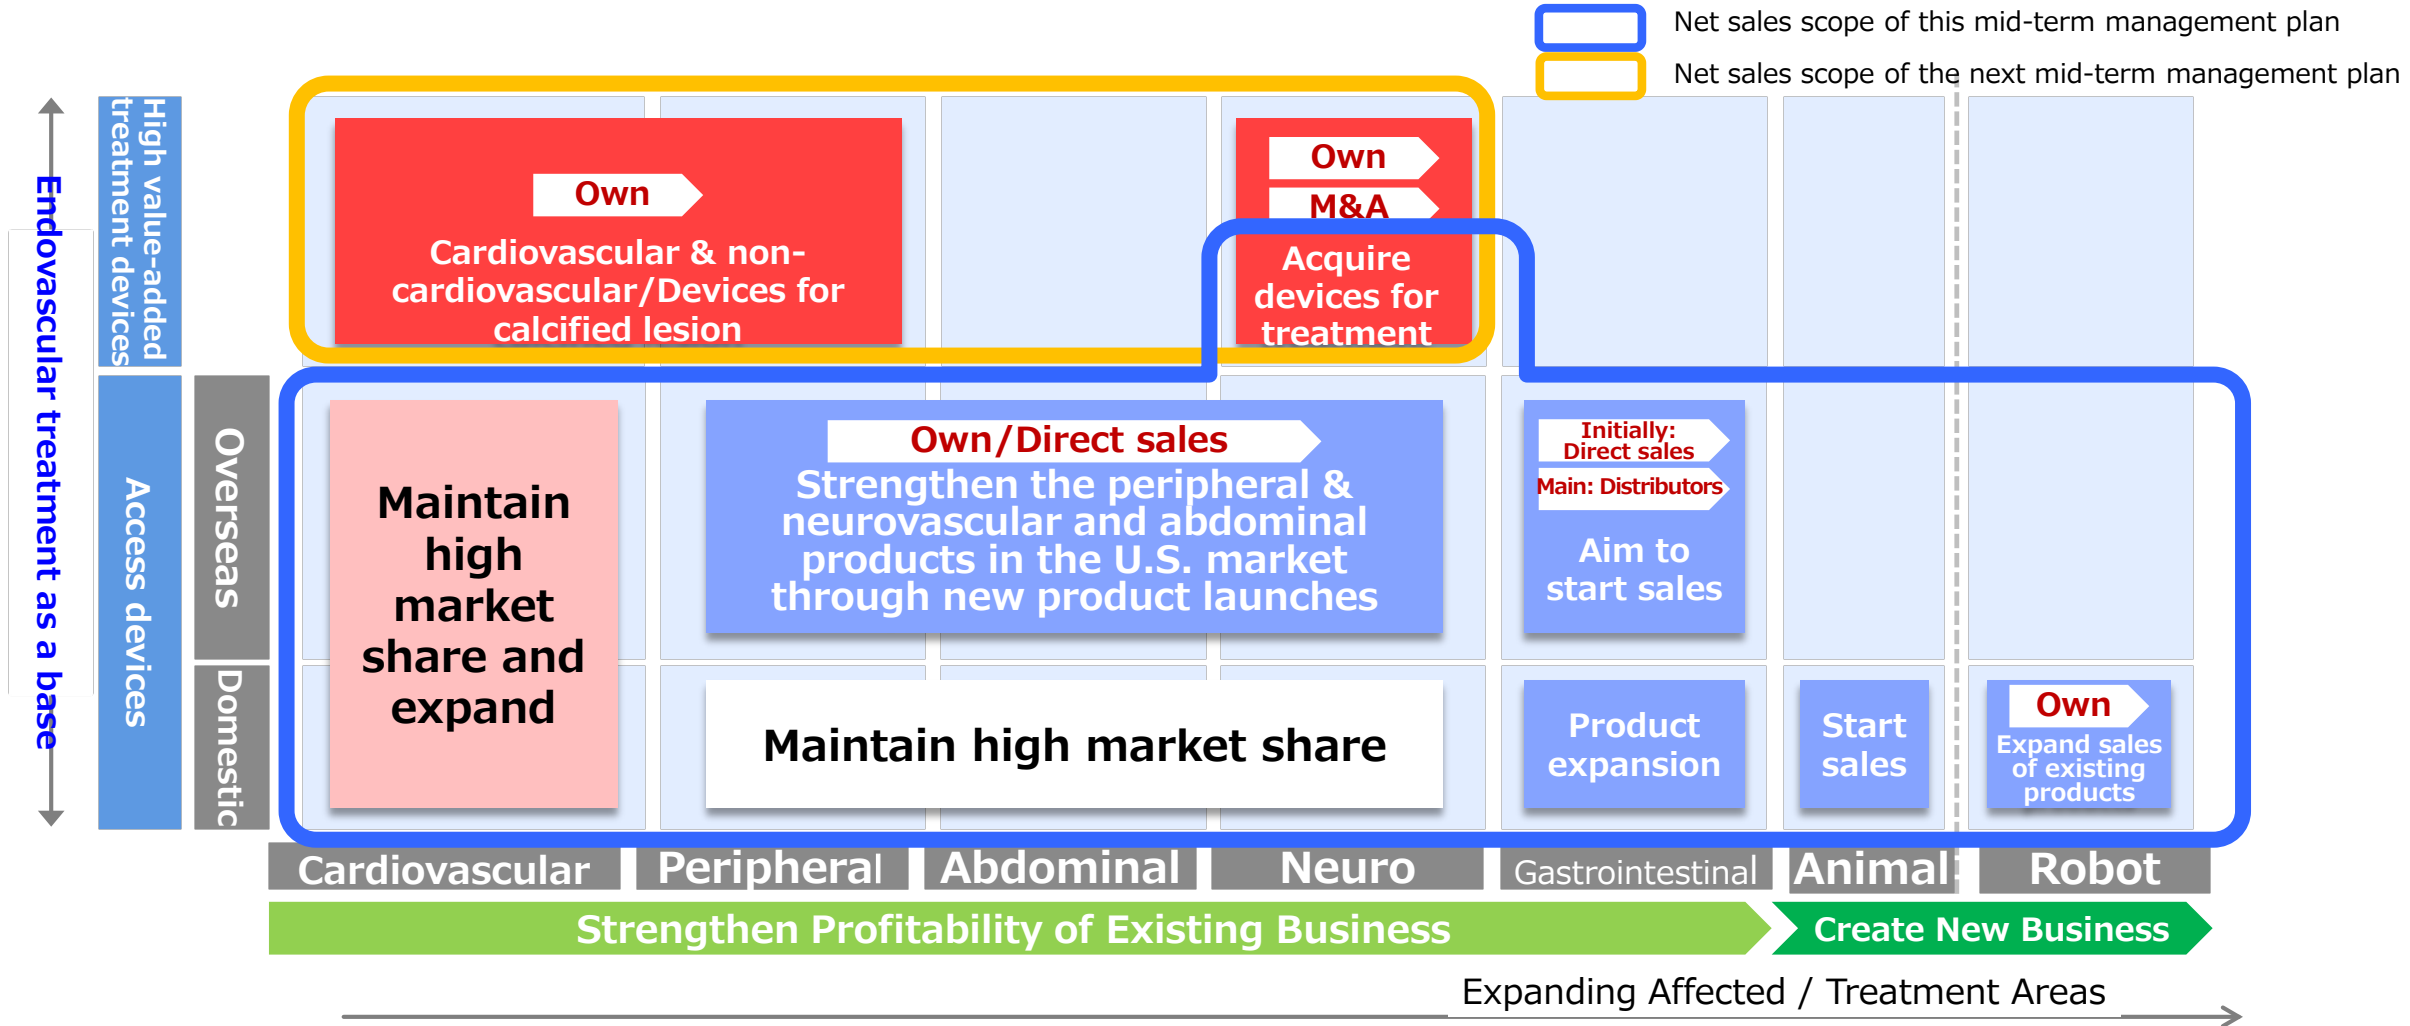 Net sales scope of this mid-term management plan
Net sales scope of the next mid-term management plan
Endovascular treatment as a base
High value-added
treatment devices
Own
Cardiovascular & non-
cardiovascular/Devices for
calcified lesion
Own
M&A
Acquire
devices for
treatment
Access devices
Overseas
Domestic
Maintain
high
market
share and
expand
Own/Direct sales
Strengthen the peripheral &
neurovascular and abdominal
products in the U.S. market
through new product launches
Initially:
Direct sales
Main: Distributors
Aim to
start sales
Maintain high market share
Product
expansion
Start
sales
Own
Expand sales
of existing
products
Cardiovascular
Peripheral
Abdominal
Neuro
Gastrointestinal
Animal
Robot
Strengthen Profitability of Existing Business
Create New Business
Expanding Affected / Treatment Areas